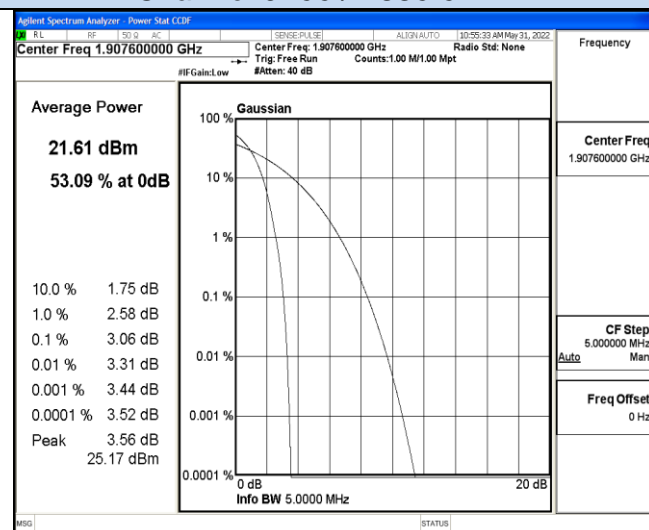 Agilent Spectrum Analyzer - Power Stat CCDF
RL RF 50 Ω AC SENSE:PULSE ALIGNAUTO 10:55:33 AM May 31, 2022
Center Freq 1.907600000 GHz
Center Freq: 1.907600000 GHz Radio Std: None
Trig: Free Run Counts:1.00 M/1.00 Mpt
#IFGain:Low #Atten: 40 dB
Frequency
Average Power
21.61 dBm
53.09 % at 0dB
10.0 % 1.75 dB
1.0 % 2.58 dB
0.1 % 3.06 dB
0.01 % 3.31 dB
0.001 % 3.44 dB
0.0001 % 3.52 dB
Peak 3.56 dB
25.17 dBm
Gaussian
100 %
10 %
1 %
0.1 %
0.01 %
0.001 %
0.0001 %
0 dB 20 dB
Info BW 5.0000 MHz
Center Freq
1.907600000 GHz
CF Step
5.000000 MHz
Auto Man
Freq Offset
0 Hz
MSG STATUS